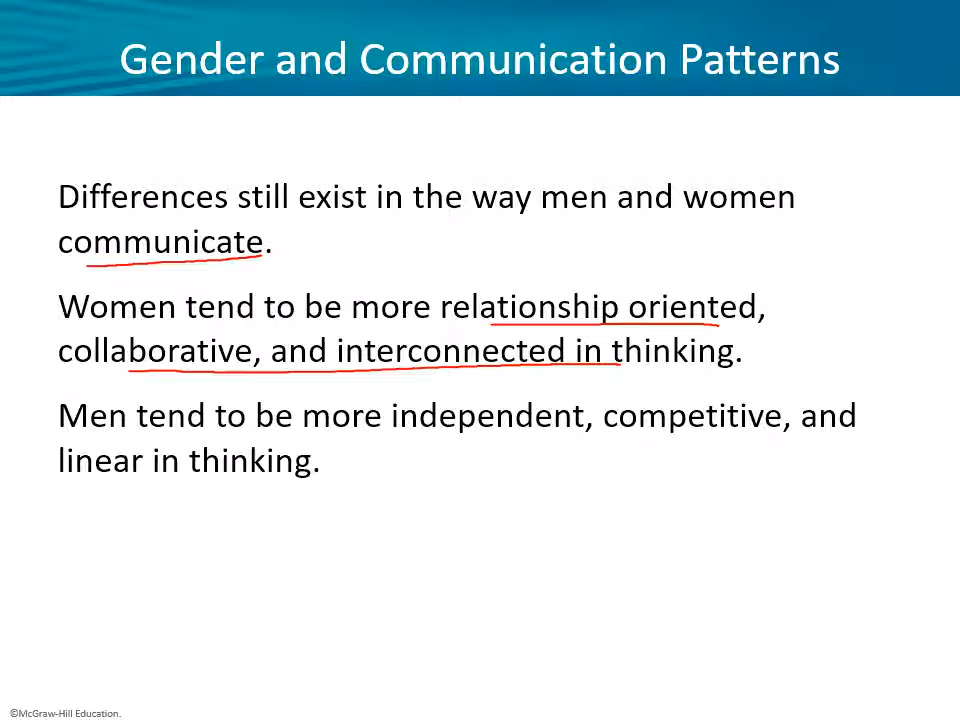 Gender and Communication Patterns
Differences still exist in the way men and women
communicate.
Women tend to be more relationship oriented,
collaborative, and interconnected in thinking.
Men tend to be more independent, competitive, and
linear in thinking.
©McGraw-Hill Education.